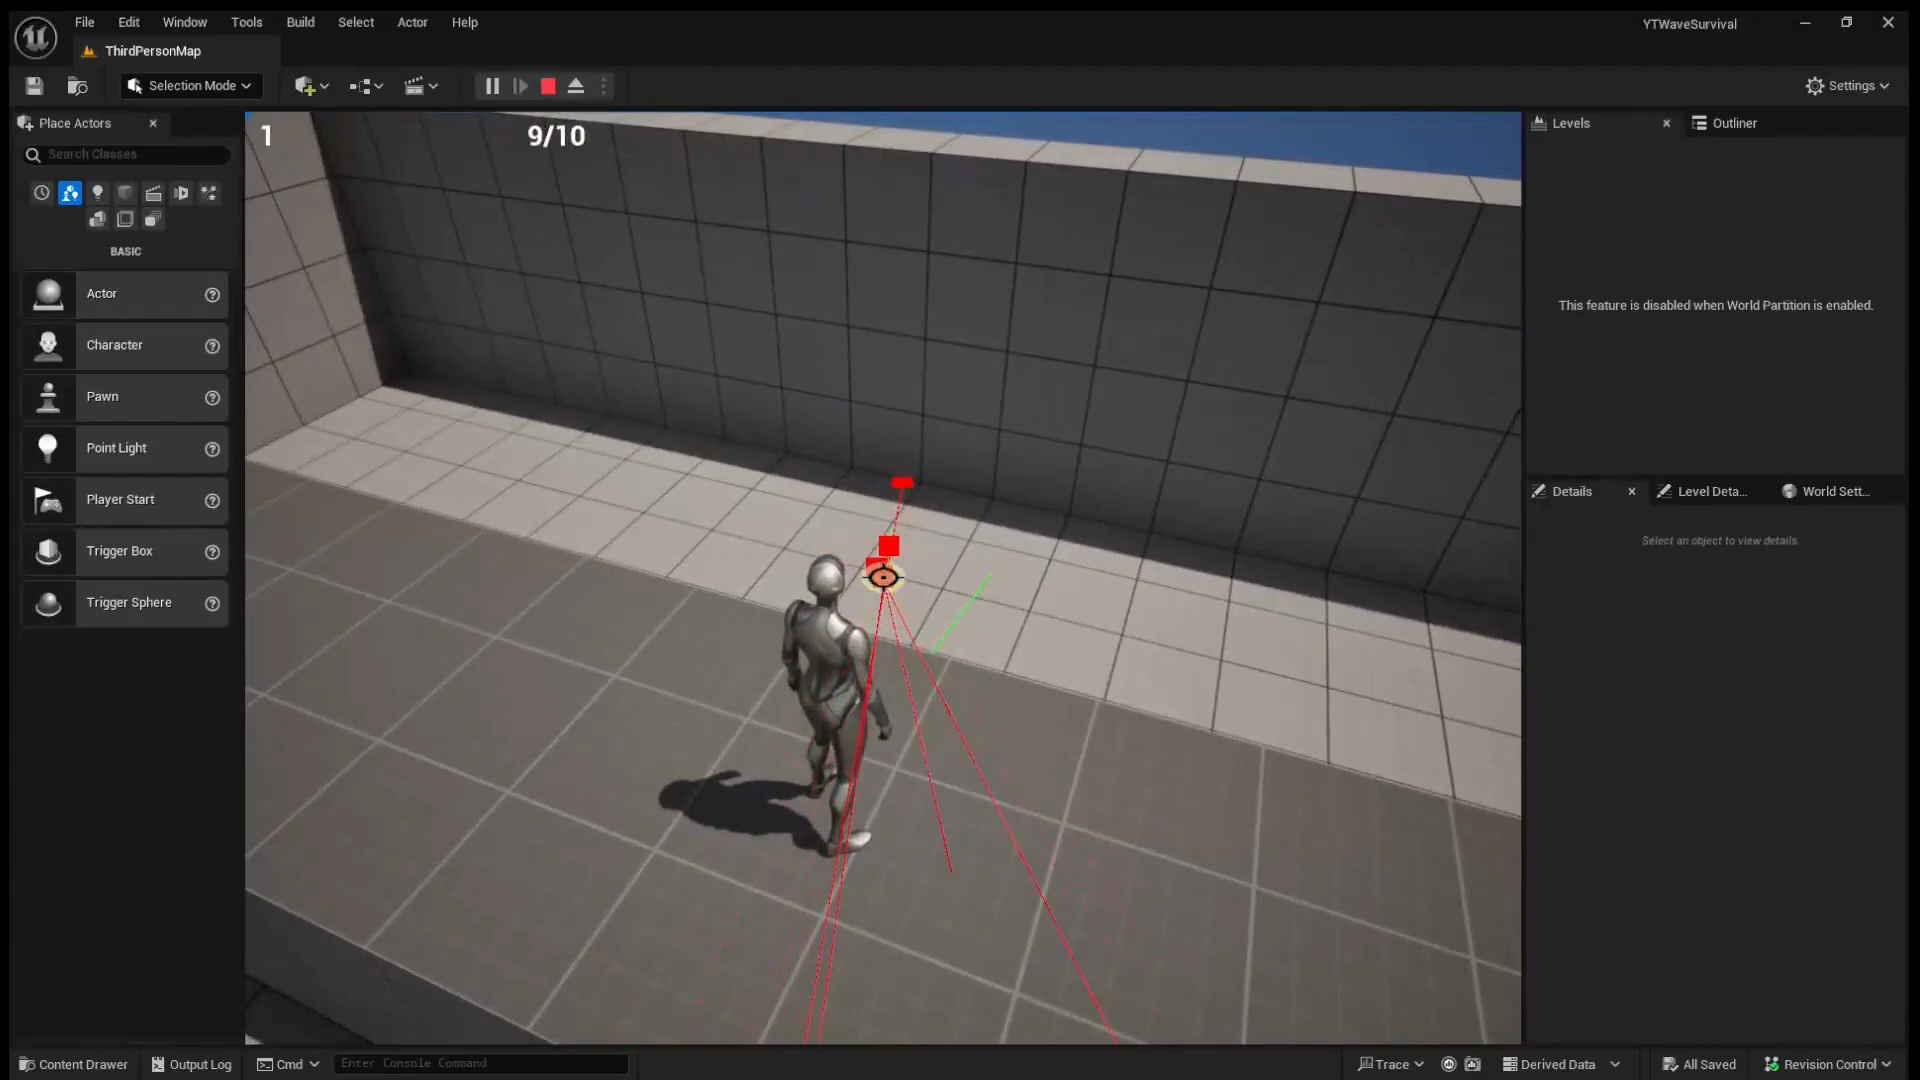 File Edit Window Tools Build Select Actor Help
YTWaveSurvival
ThirdPersonMap
Selection Mode
Settings
Place Actors
Search Classes
BASIC
Actor
Character
Pawn
Point Light
Player Start
Trigger Box
Trigger Sphere
1
9/10
Levels
Outliner
This feature is disabled when World Partition is enabled.
Details
Level Deta...
World Sett...
Select an object to view details.
Content Drawer
Output Log
Cmd
Enter Console Command
Trace
Derived Data
All Saved
Revision Control